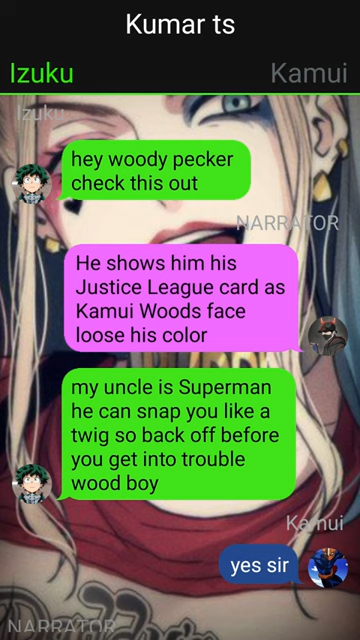 Kumar ts
Izuku
Kamui
Izuku
hey woody pecker
check this out
NARRATOR
He shows him his
Justice League card as
Kamui Woods face
loose his color
my uncle is Superman
he can snap you like a
twig so back off before
you get into trouble
wood boy
Kamui
yes sir
NARRATOR